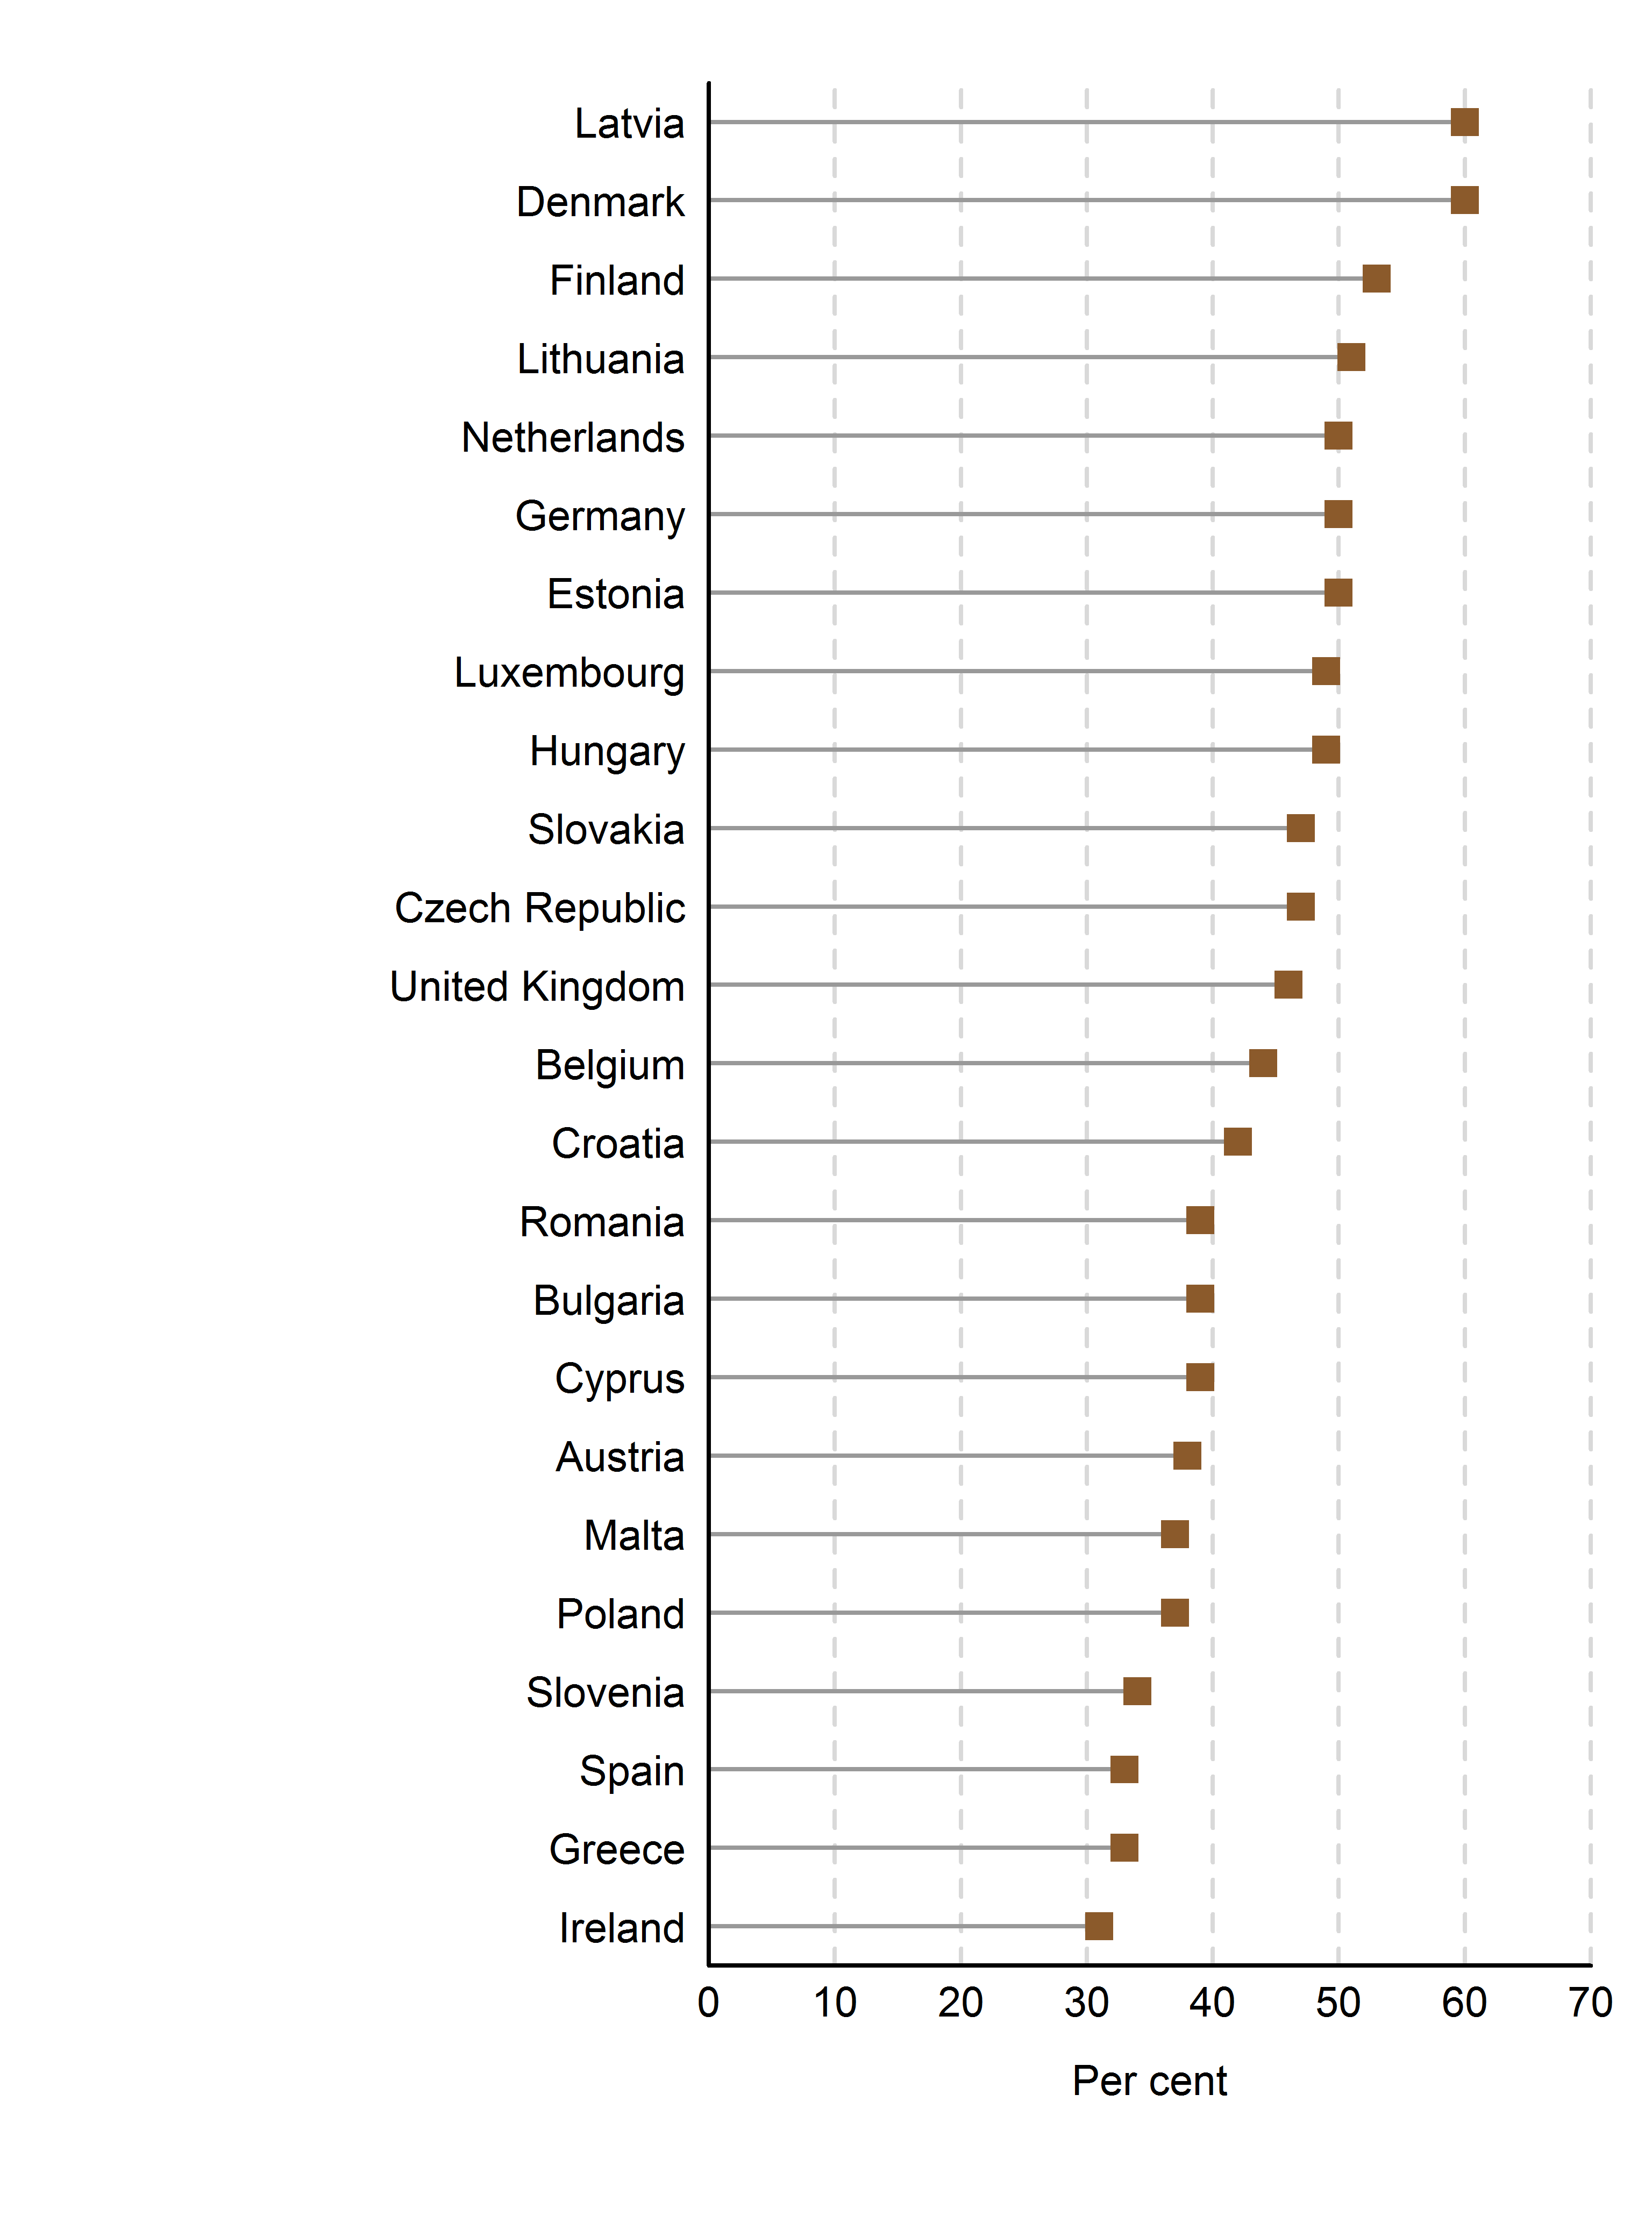 Latvia
Denmark
Finland
Lithuania
Netherlands
Germany
Estonia
Luxembourg
Hungary
Slovakia
Czech Republic
United Kingdom
Belgium
Croatia
Romania
Bulgaria
Cyprus
Austria
Malta
Poland
Slovenia
Spain
Greece
Ireland
0 10 20 30 40 50 60 70
Per cent